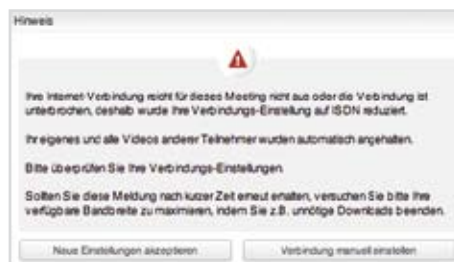 Hinweis
Ihre Internet-Verbindung reicht für dieses Meeting nicht aus oder die Verbindung ist
unterbrochen, deshalb wurde Ihre Verbindungs-Einstellung auf ISDN reduziert.
Ihr eigenes und alle Videos anderer Teilnehmer wurden automatisch angehalten.
Bitte überprüfen Sie Ihre Verbindungs-Einstellungen.
Sollten Sie diese Meldung nach kurzer Zeit erneut erhalten, versuchen Sie bitte Ihre
verfügbare Bandbreite zu maximieren, indem Sie z.B. unnötige Downloads beenden.
Neue Einstellungen akzeptieren
Verbindung manuell einstellen